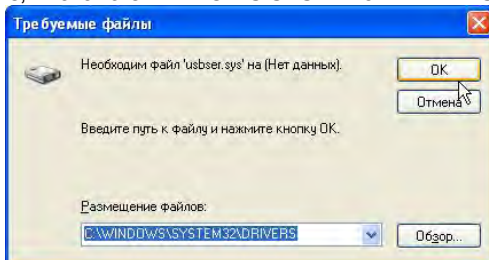 Требуемые файлы
Необходим файл 'usbser.sys' на (Нет данных).
OK
Отмена
Введите путь к файлу и нажмите кнопку OK.
Размещение файлов:
C:\WINDOWS\SYSTEM32\DRIVERS
Обзор...